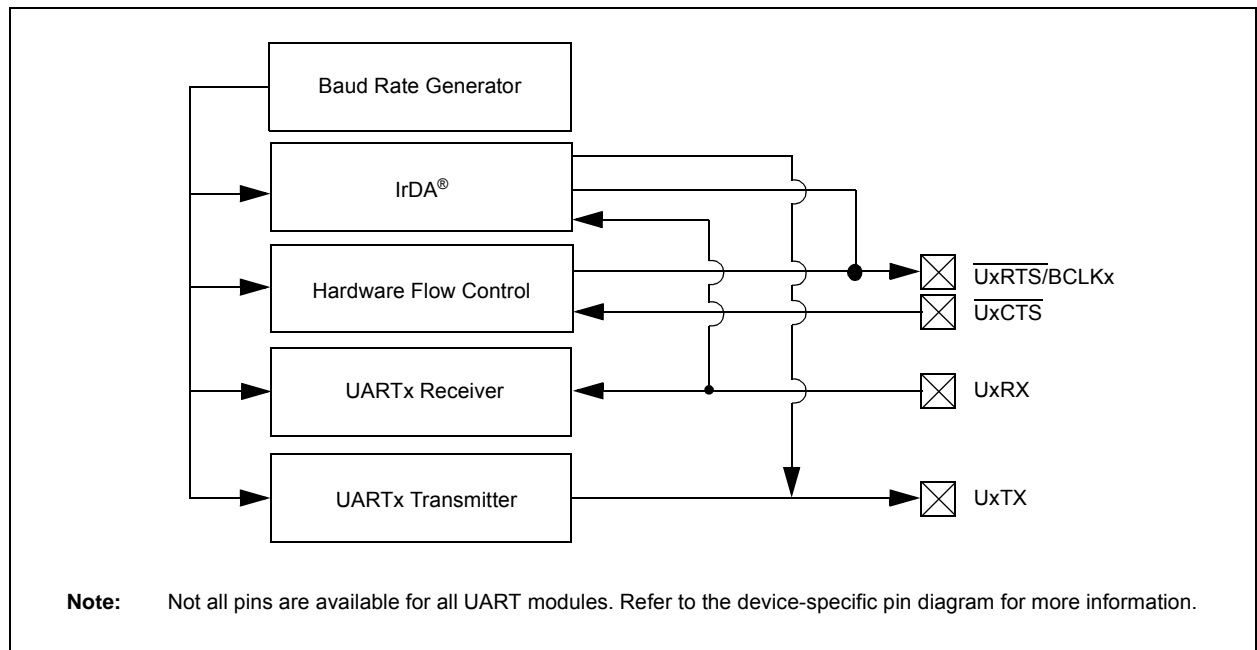 Baud Rate Generator
IrDA®
Hardware Flow Control
UxRTS/BCLKx
UxCTS
UARTx Receiver
UxRX
UARTx Transmitter
UxTX
Note: Not all pins are available for all UART modules. Refer to the device-specific pin diagram for more information.